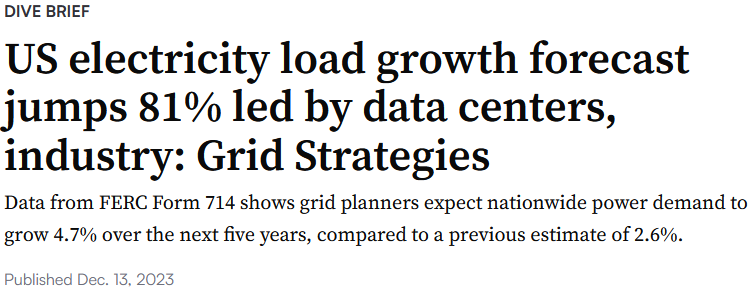 DIVE BRIEF
US electricity load growth forecast
jumps 81% led by data centers,
industry: Grid Strategies
Data from FERC Form 714 shows grid planners expect nationwide power demand to
grow 4.7% over the next five years, compared to a previous estimate of 2.6%.
Published Dec. 13, 2023